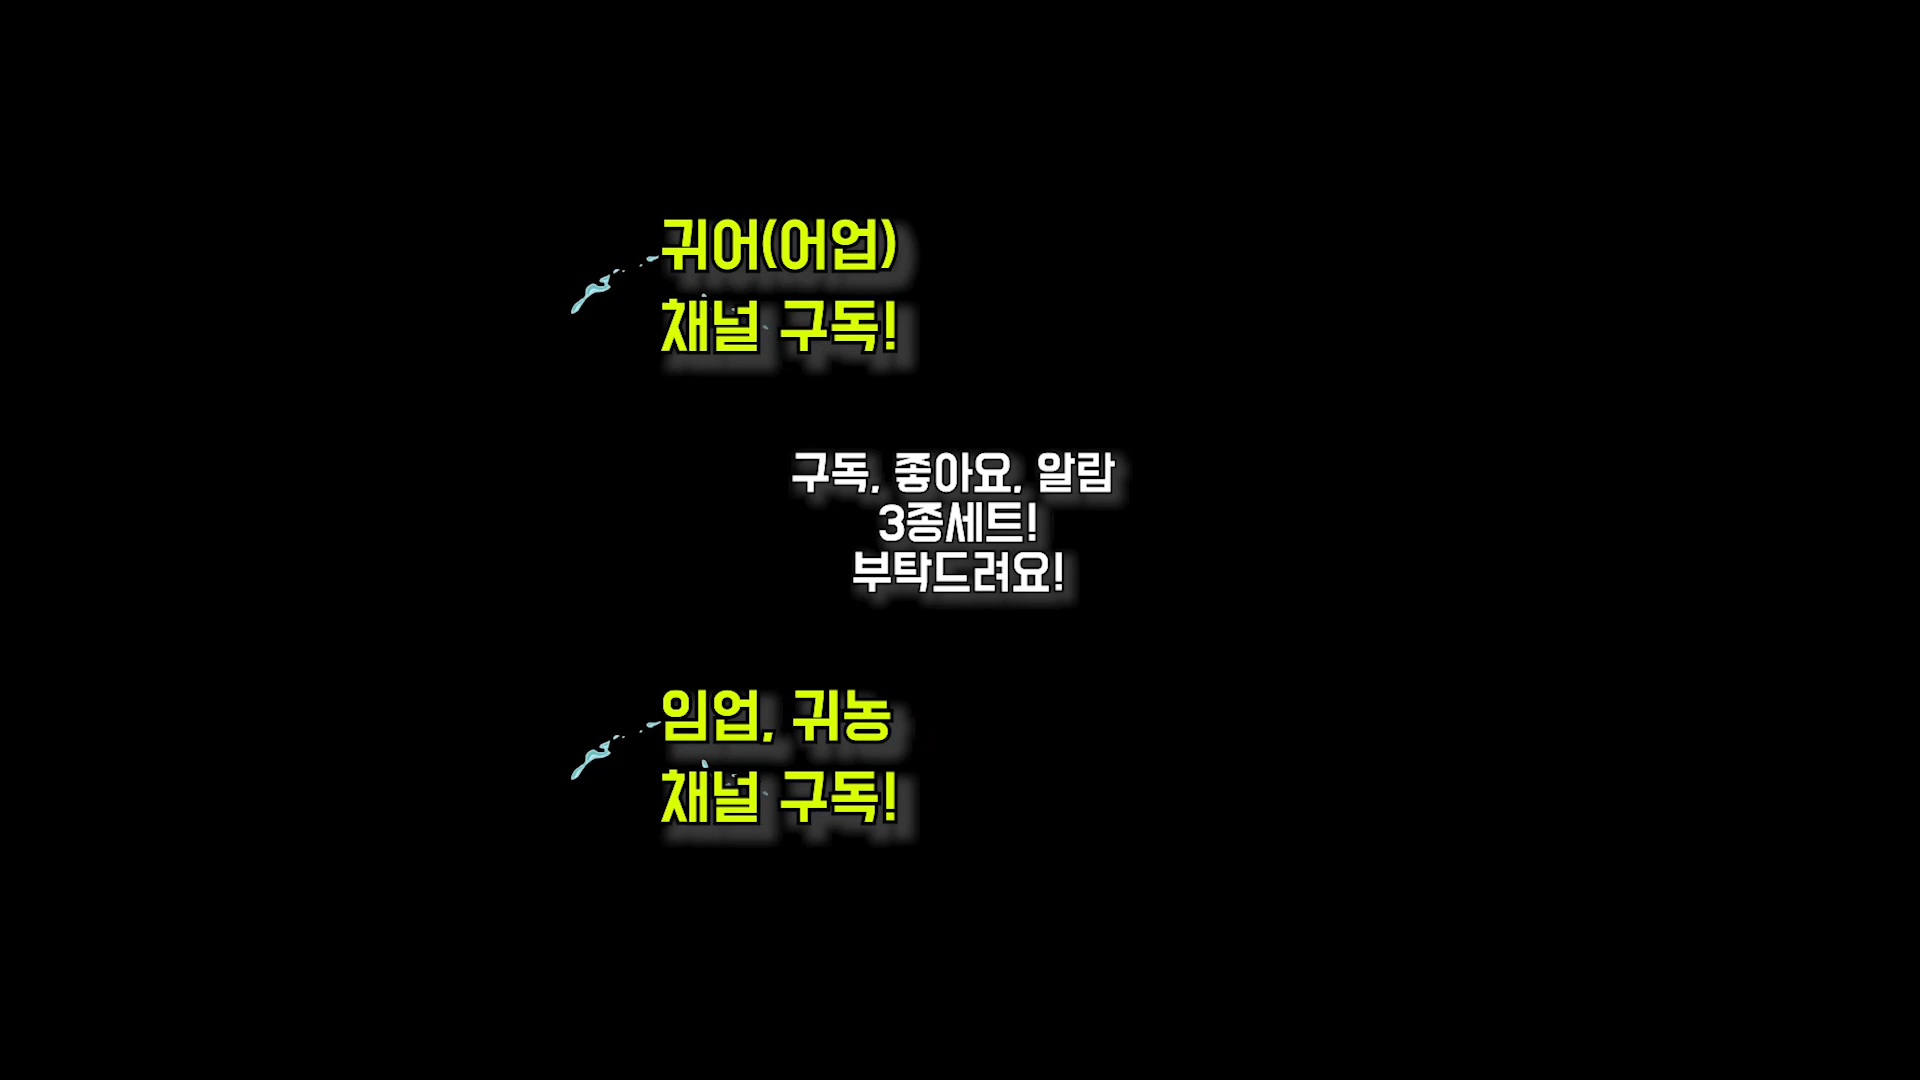 귀어(어업)
채널 구독!
구독, 좋아요, 알람
3종세트!
부탁드려요!
임업, 귀농
채널 구독!